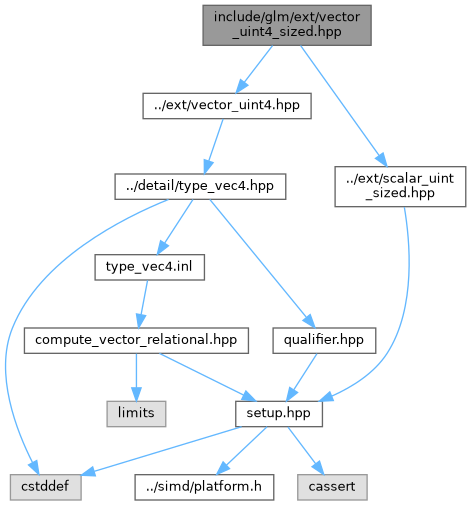 include/glm/ext/vector
_uint4_sized.hpp
../ext/vector_uint4.hpp
../ext/scalar_uint
_sized.hpp
../detail/type_vec4.hpp
type_vec4.inl
compute_vector_relational.hpp
qualifier.hpp
limits
setup.hpp
cstddef
../simd/platform.h
cassert